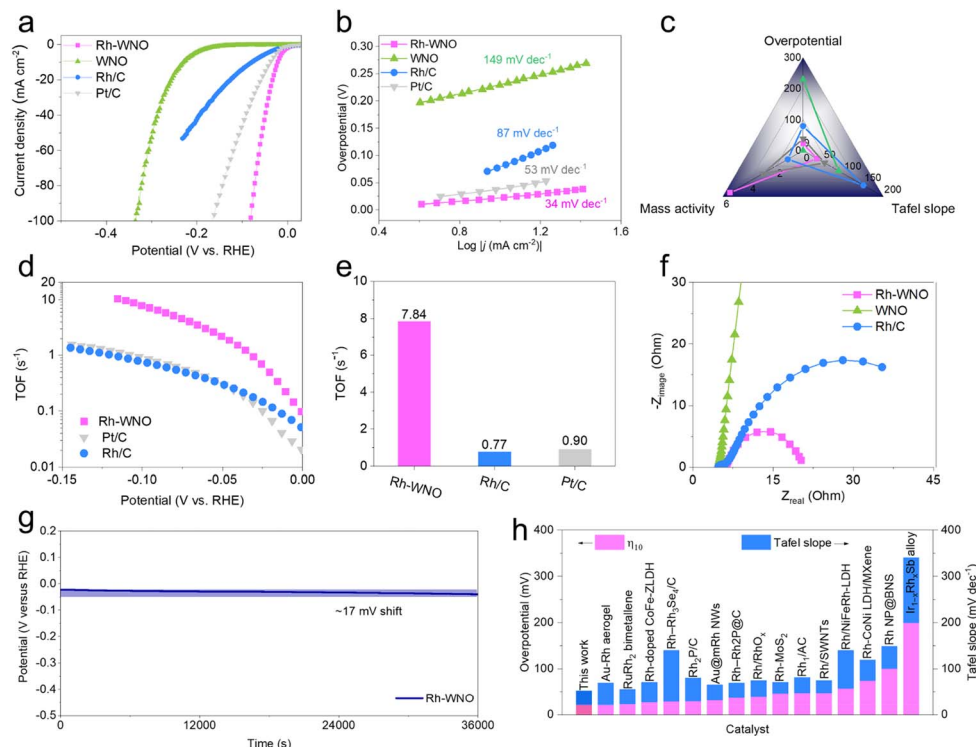 a
Rh-WNO
WNO
Rh/C
Pt/C
0
-20
-40
-60
-80
-100
-0.4
-0.2
0.0
Current density (mA cm⁻²)
Potential (V vs. RHE)
b
Rh-WNO
WNO
Rh/C
Pt/C
149 mV dec⁻¹
87 mV dec⁻¹
53 mV dec⁻¹
34 mV dec⁻¹
0.30
0.25
0.20
0.15
0.10
0.05
0.00
0.4
0.8
1.2
1.6
Overpotential (V)
Log |j (mA cm⁻²)|
c
Overpotential
300
200
100
0
0
0
50
100
150
200
2
4
6
Mass activity
Tafel slope
d
20
10
1
0.1
0.01
TOF (s⁻¹)
Rh-WNO
Pt/C
Rh/C
-0.15
-0.10
-0.05
0.00
Potential (V vs. RHE)
e
10
8
6
4
2
0
TOF (s⁻¹)
7.84
0.77
0.90
Rh-WNO
Rh/C
Pt/C
f
Rh-WNO
WNO
Rh/C
30
15
0
-Zimage (Ohm)
0
15
30
45
Zreal (Ohm)
g
0.2
0.1
0.0
-0.1
-0.2
-0.3
-0.4
-0.5
Potential (V versus RHE)
~17 mV shift
Rh-WNO
0
12000
24000
36000
Time (s)
h
η₁₀
Tafel slope
400
300
200
100
0
Overpotential (mV)
400
300
200
100
0
Tafel slope (mV dec⁻¹)
This work
Au-Rh aerogel
RuRh₂ bimetallene
Rh-doped CoFe-ZLDH
Rh–Rh₃Se₄/C
Rh₂P/C
Au@mRh NWs
Rh–Rh2P@C
Rh/RhOₓ
Rh-MoS₂
Rh₁/AC
Rh/SWNTs
Rh/NiFeRh-LDH
Rh-CoNi LDH/MXene
Rh NP@BNS
Ir₁₋ₓRhₓSb alloy
Catalyst